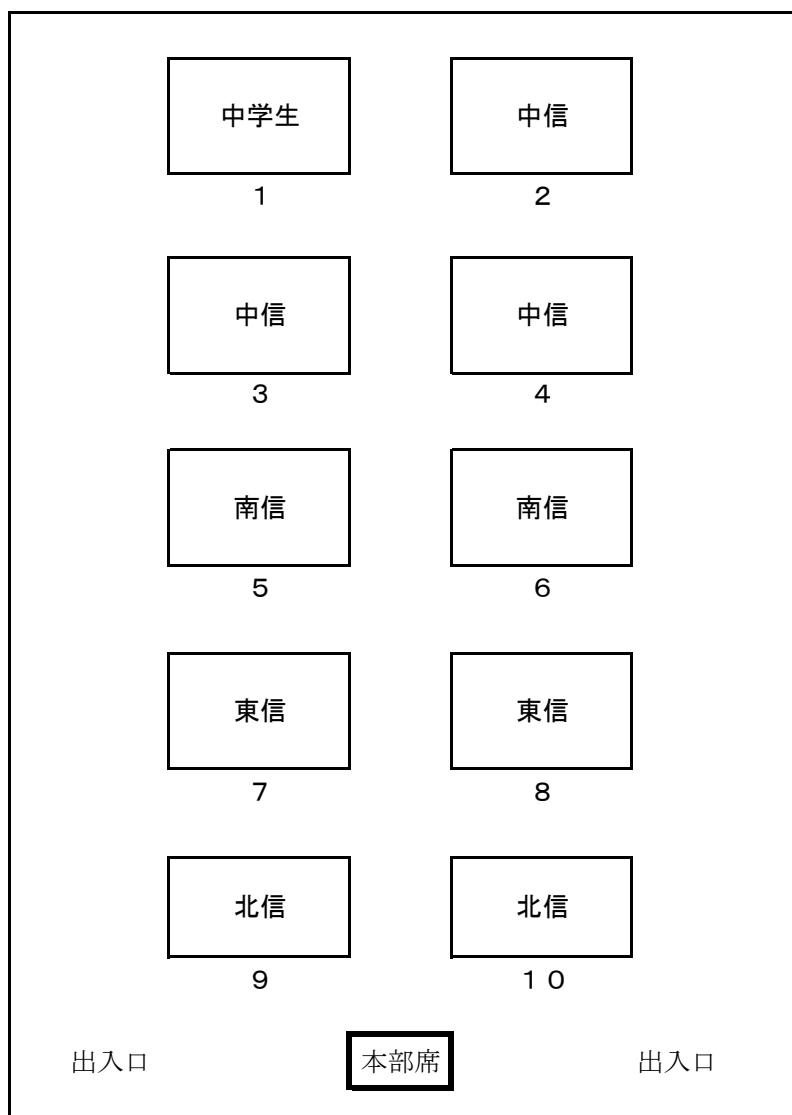 中学生 中信
1 2
中信 中信
3 4
南信 南信
5 6
東信 東信
7 8
北信 北信
9 10
出入口 本部席 出入口